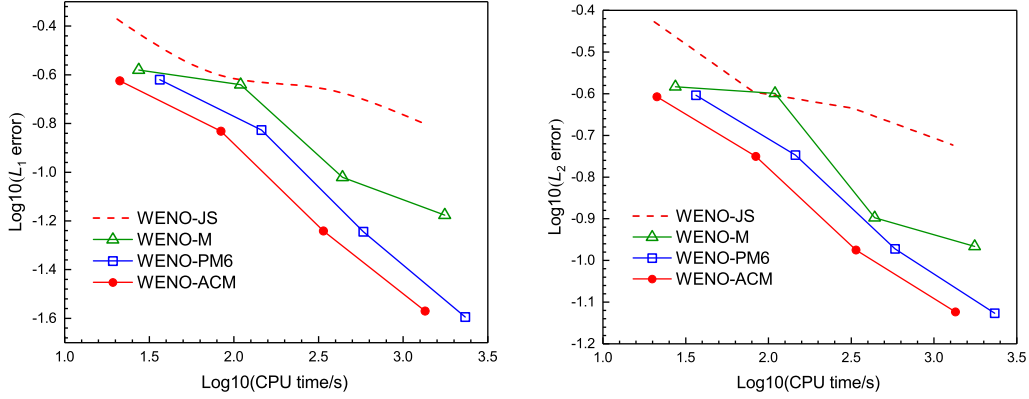 -0.4
-0.6
-0.8
-1.0
-1.2
-1.4
-1.6
Log10(L1 error)
WENO-JS
WENO-M
WENO-PM6
WENO-ACM
1.0 1.5 2.0 2.5 3.0 3.5
Log10(CPU time/s)
-0.4
-0.5
-0.6
-0.7
-0.8
-0.9
-1.0
-1.1
-1.2
Log10(L2 error)
WENO-JS
WENO-M
WENO-PM6
WENO-ACM
1.0 1.5 2.0 2.5 3.0 3.5
Log10(CPU time/s)